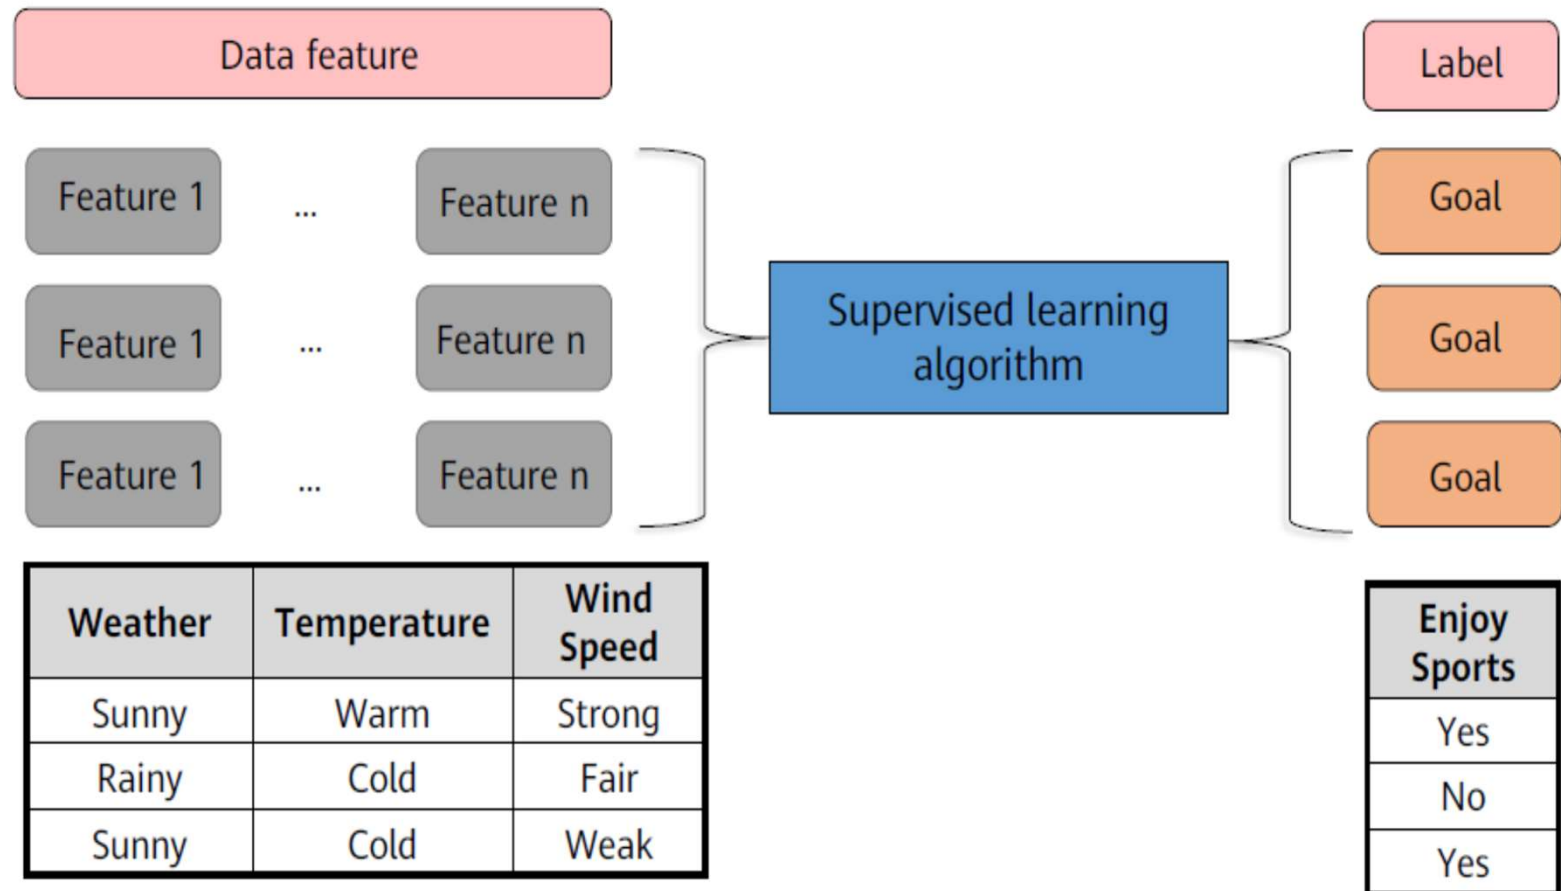 Data feature
Label
Feature 1 ... Feature n
Goal
Feature 1 ... Feature n
Goal
Feature 1 ... Feature n
Goal
Supervised learning
algorithm
Weather Temperature Wind
Speed
Sunny Warm Strong
Rainy Cold Fair
Sunny Cold Weak
Enjoy
Sports
Yes
No
Yes